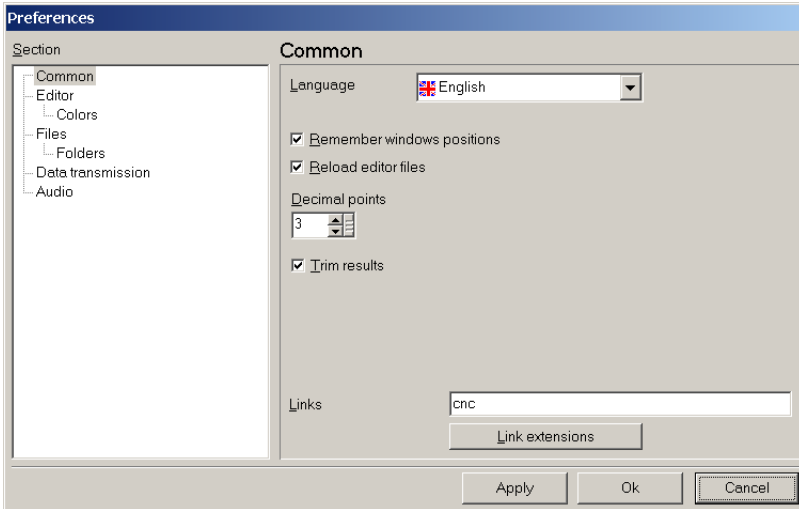 Preferences
Section
Common
Editor
Colors
Files
Folders
Data transmission
Audio
Common
Language
English
Remember windows positions
Reload editor files
Decimal points
3
Trim results
Links
cnc
Link extensions
Apply
Ok
Cancel